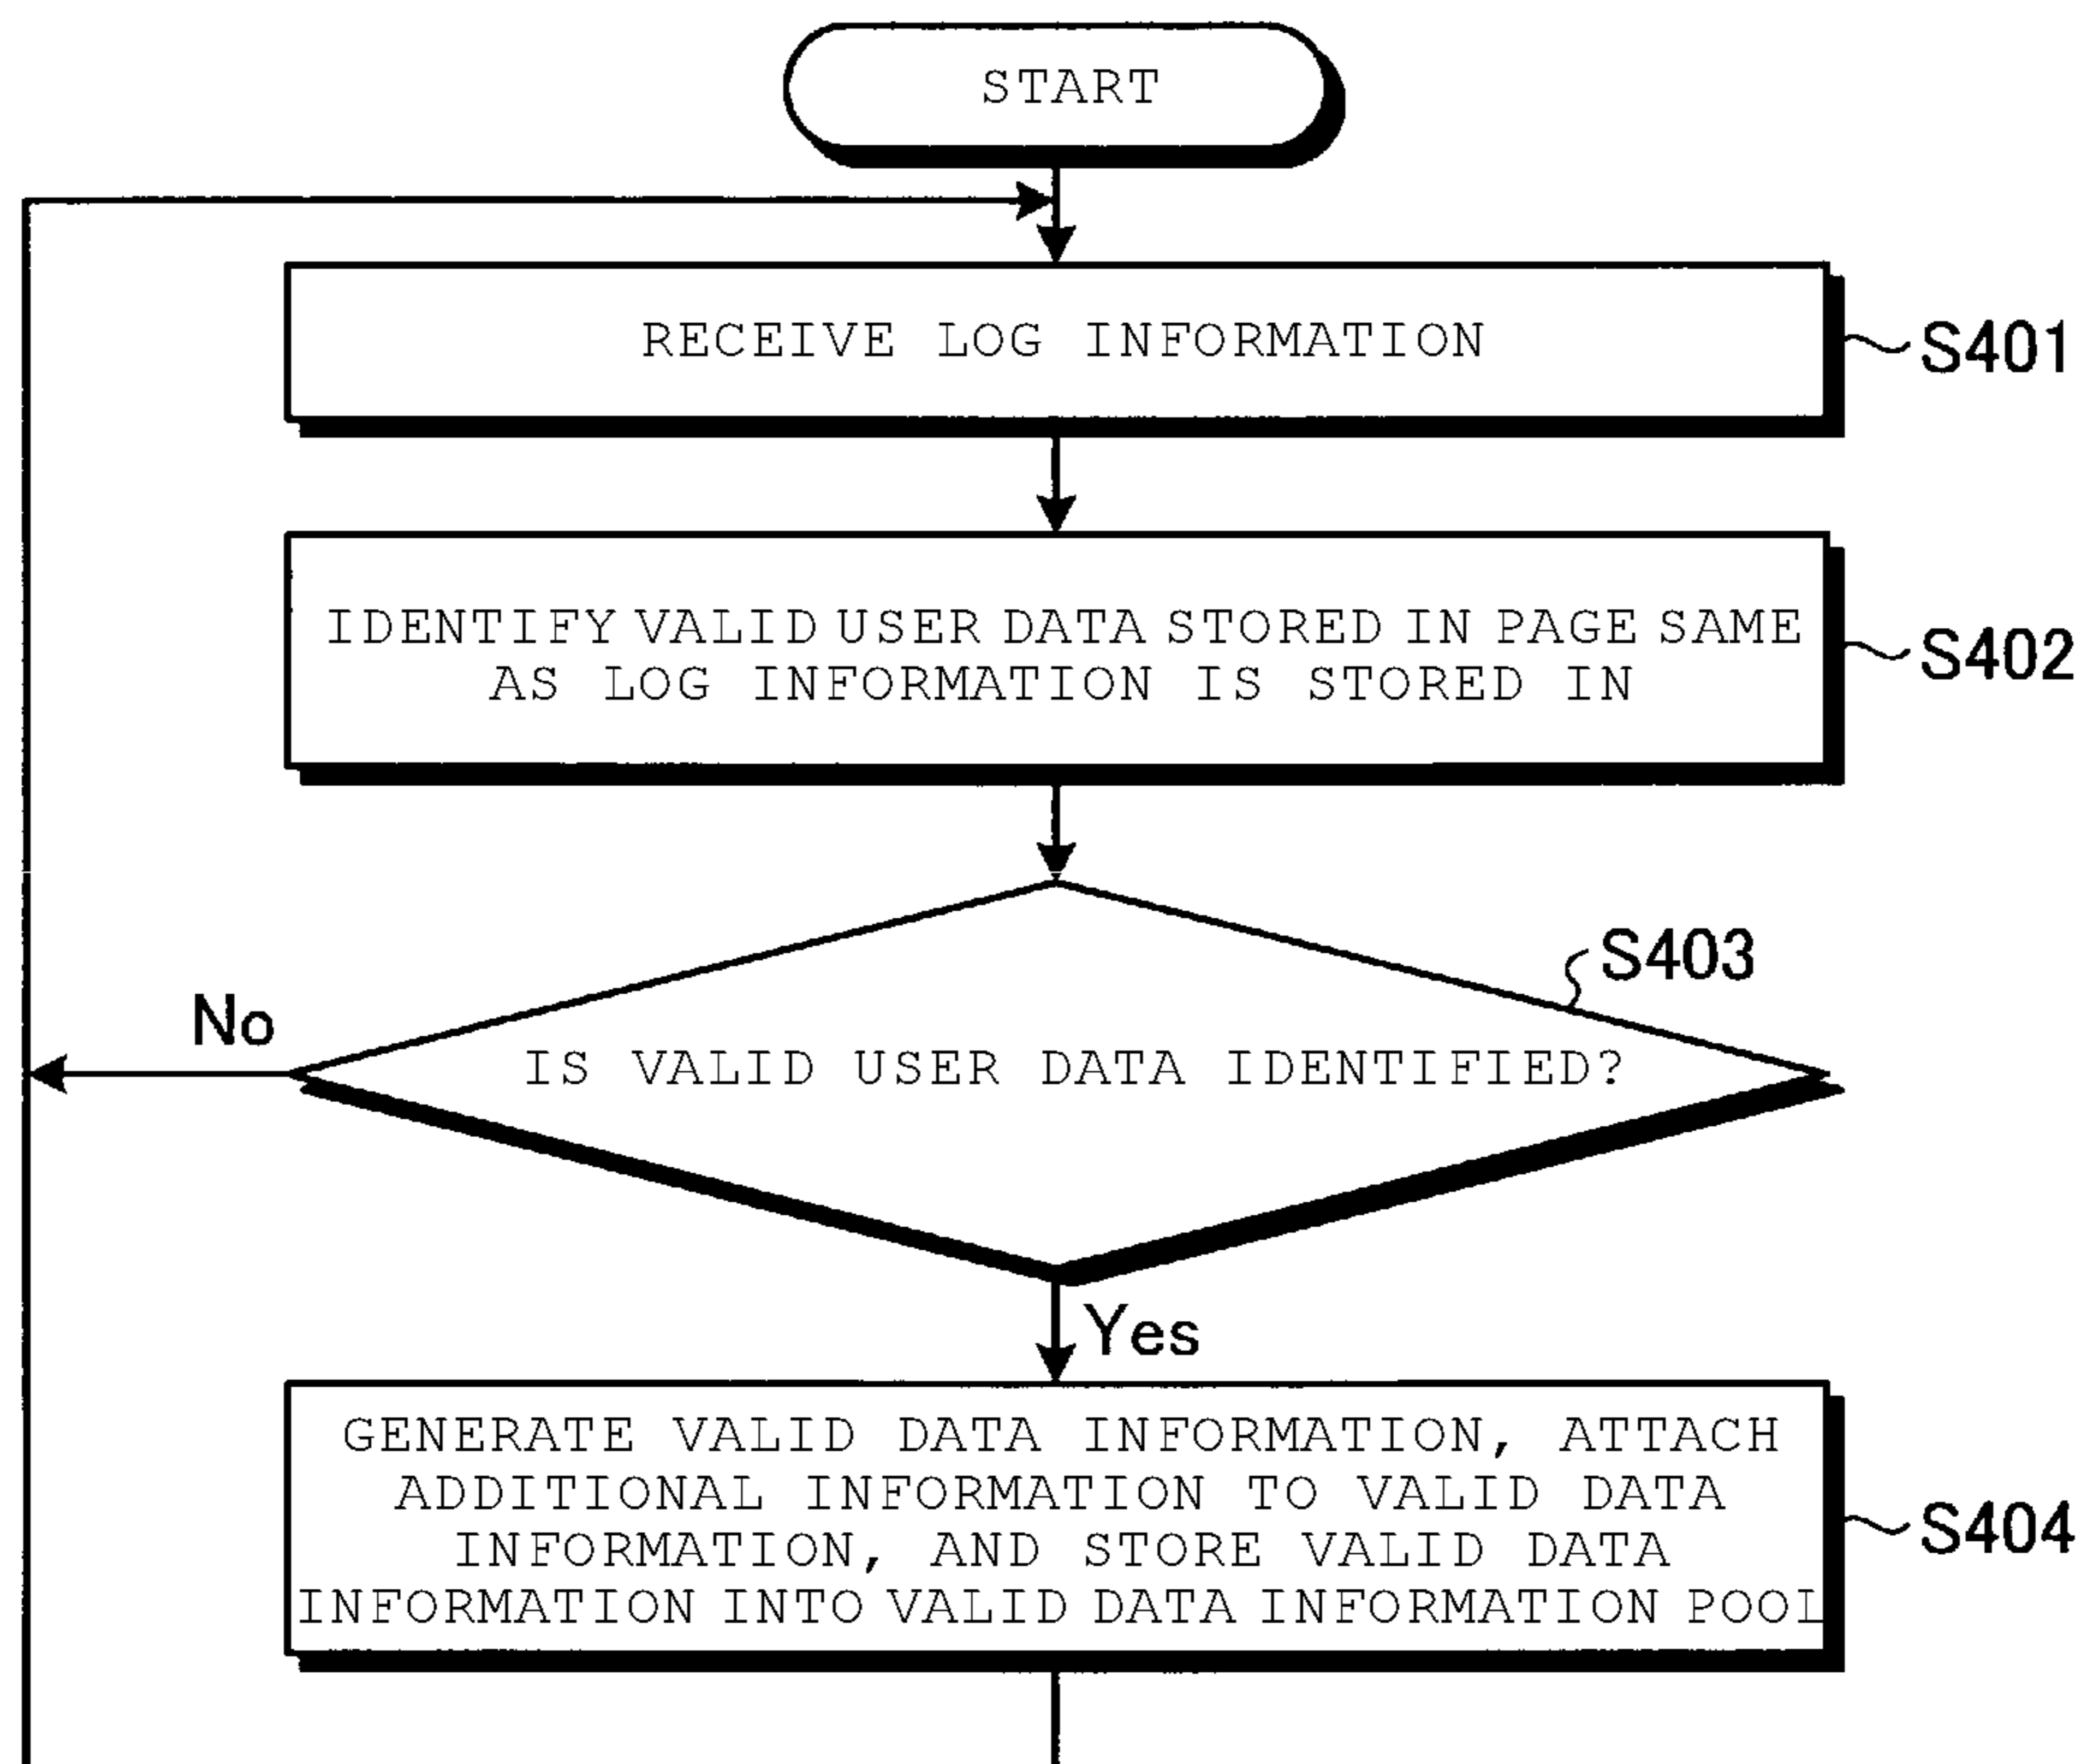 START
RECEIVE LOG INFORMATION
S401
IDENTIFY VALID USER DATA STORED IN PAGE SAME
AS LOG INFORMATION IS STORED IN
S402
S403
No
IS VALID USER DATA IDENTIFIED?
Yes
GENERATE VALID DATA INFORMATION, ATTACH
ADDITIONAL INFORMATION TO VALID DATA
INFORMATION, AND STORE VALID DATA
INFORMATION INTO VALID DATA INFORMATION POOL
S404